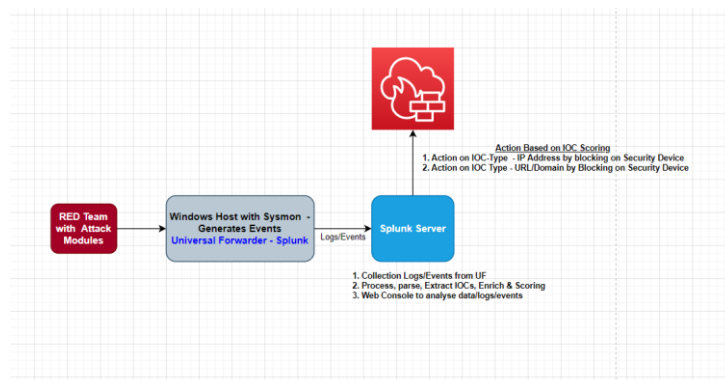 Action Based on IOC Scoring
1. Action on IOC-Type - IP Address by blocking on Security Device
2. Action on IOC Type - URL/Domain by Blocking on Security Device
RED Team
with Attack
Modules
Windows Host with Sysmon -
Generates Events
Universal Forwarder - Splunk
Logs/Events
Splunk Server
1. Collection Logs/Events from UF
2. Process, parse, Extract IOCs, Enrich & Scoring
3. Web Console to analyse data/logs/events